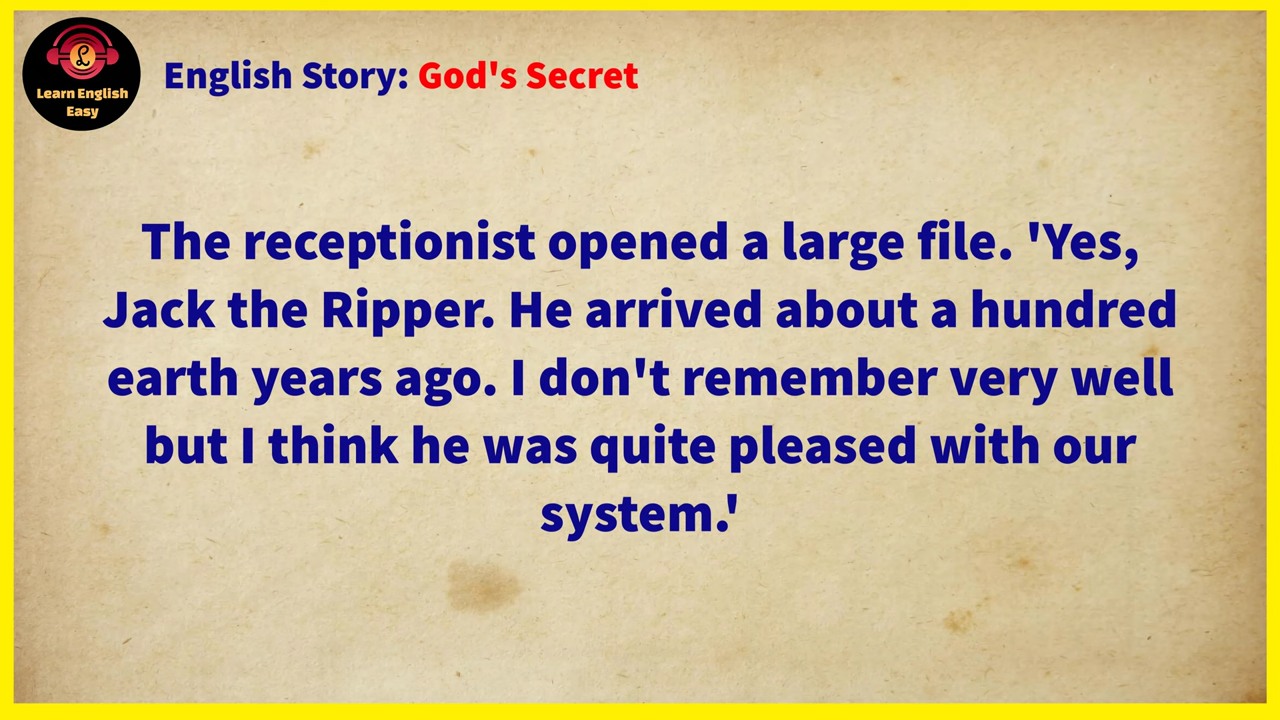 Learn English
Easy
English Story: God's Secret
The receptionist opened a large file. 'Yes,
Jack the Ripper. He arrived about a hundred
earth years ago. I don't remember very well
but I think he was quite pleased with our
system.'